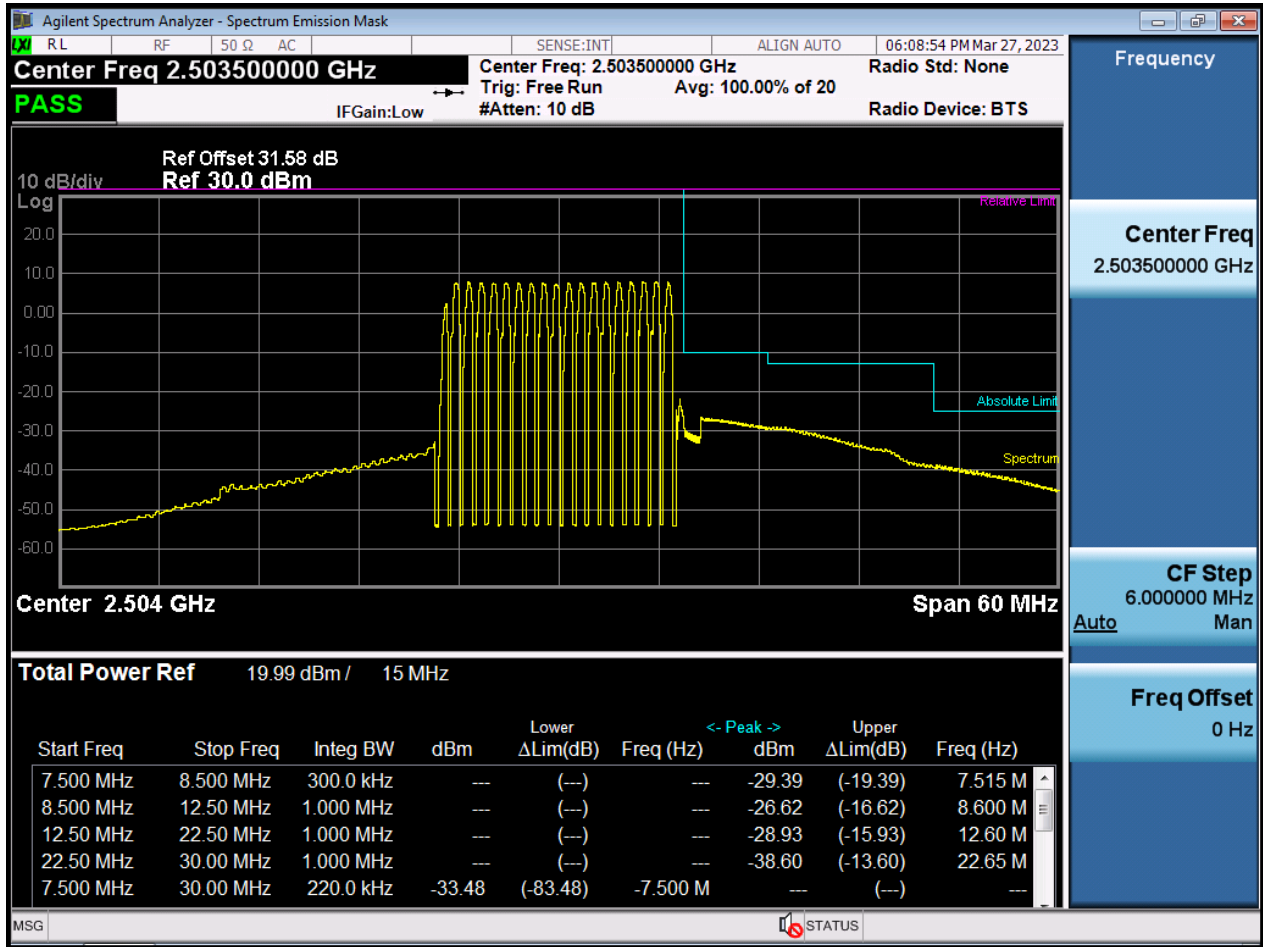 Agilent Spectrum Analyzer - Spectrum Emission Mask
LXI RL RF 50 Ω AC SENSE:INT ALIGN AUTO 06:08:54 PM Mar 27, 2023
Center Freq 2.503500000 GHz
PASS
IFGain:Low
Center Freq: 2.503500000 GHz
Trig: Free Run Avg: 100.00% of 20
#Atten: 10 dB
Radio Std: None
Radio Device: BTS
Ref Offset 31.58 dB
10 dB/div Ref 30.0 dBm
Log
Relative Limit
20.0
10.0
0.00
-10.0
-20.0
Absolute Limit
-30.0
Spectrum
-40.0
-50.0
-60.0
Center 2.504 GHz Span 60 MHz
Total Power Ref 19.99 dBm / 15 MHz
Lower <- Peak -> Upper
Start Freq Stop Freq Integ BW dBm ΔLim(dB) Freq (Hz) dBm ΔLim(dB) Freq (Hz)
7.500 MHz 8.500 MHz 300.0 kHz --- (---) --- -29.39 (-19.39) 7.515 M
8.500 MHz 12.50 MHz 1.000 MHz --- (---) --- -26.62 (-16.62) 8.600 M
12.50 MHz 22.50 MHz 1.000 MHz --- (---) --- -28.93 (-15.93) 12.60 M
22.50 MHz 30.00 MHz 1.000 MHz --- (---) --- -38.60 (-13.60) 22.65 M
7.500 MHz 30.00 MHz 220.0 kHz -33.48 (-83.48) -7.500 M --- (---) ---
MSG STATUS
Frequency
Center Freq
2.503500000 GHz
CF Step
6.000000 MHz
Auto Man
Freq Offset
0 Hz